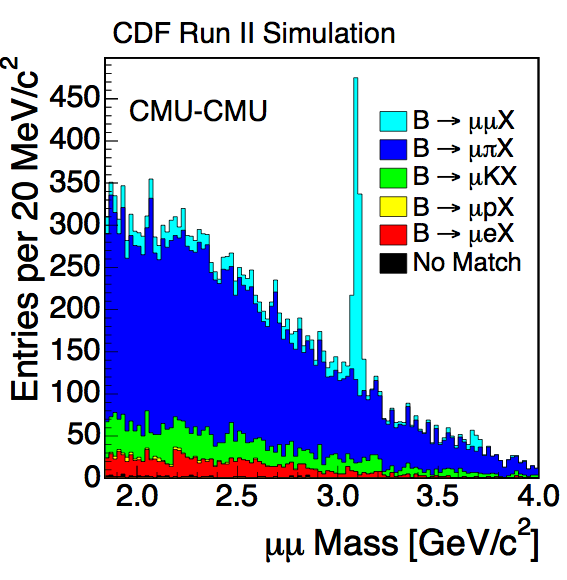 CDF Run II Simulation
CMU-CMU
B → μμX
B → μπX
B → μKX
B → μpX
B → μeX
No Match
Entries per 20 MeV/c²
450
400
350
300
250
200
150
100
50
0
2.0 2.5 3.0 3.5 4.0
μμ Mass [GeV/c²]